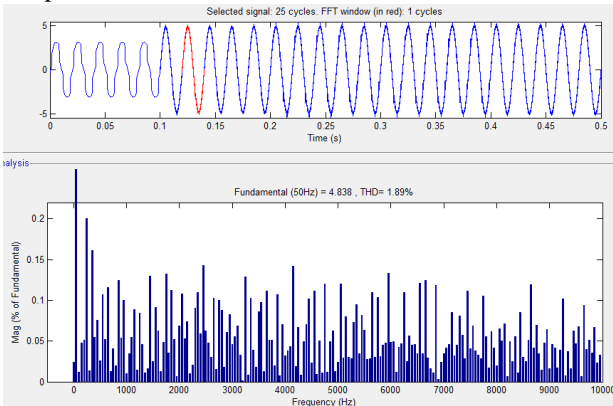 Selected signal: 25 cycles. FFT window (in red): 1 cycles
5
0
-5
0 0.05 0.1 0.15 0.2 0.25 0.3 0.35 0.4 0.45 0.5
Time (s)
nalysis
Fundamental (50Hz) = 4.838 , THD= 1.89%
Mag (% of Fundamental)
0.2
0.15
0.1
0.05
0
0 1000 2000 3000 4000 5000 6000 7000 8000 9000 10000
Frequency (Hz)